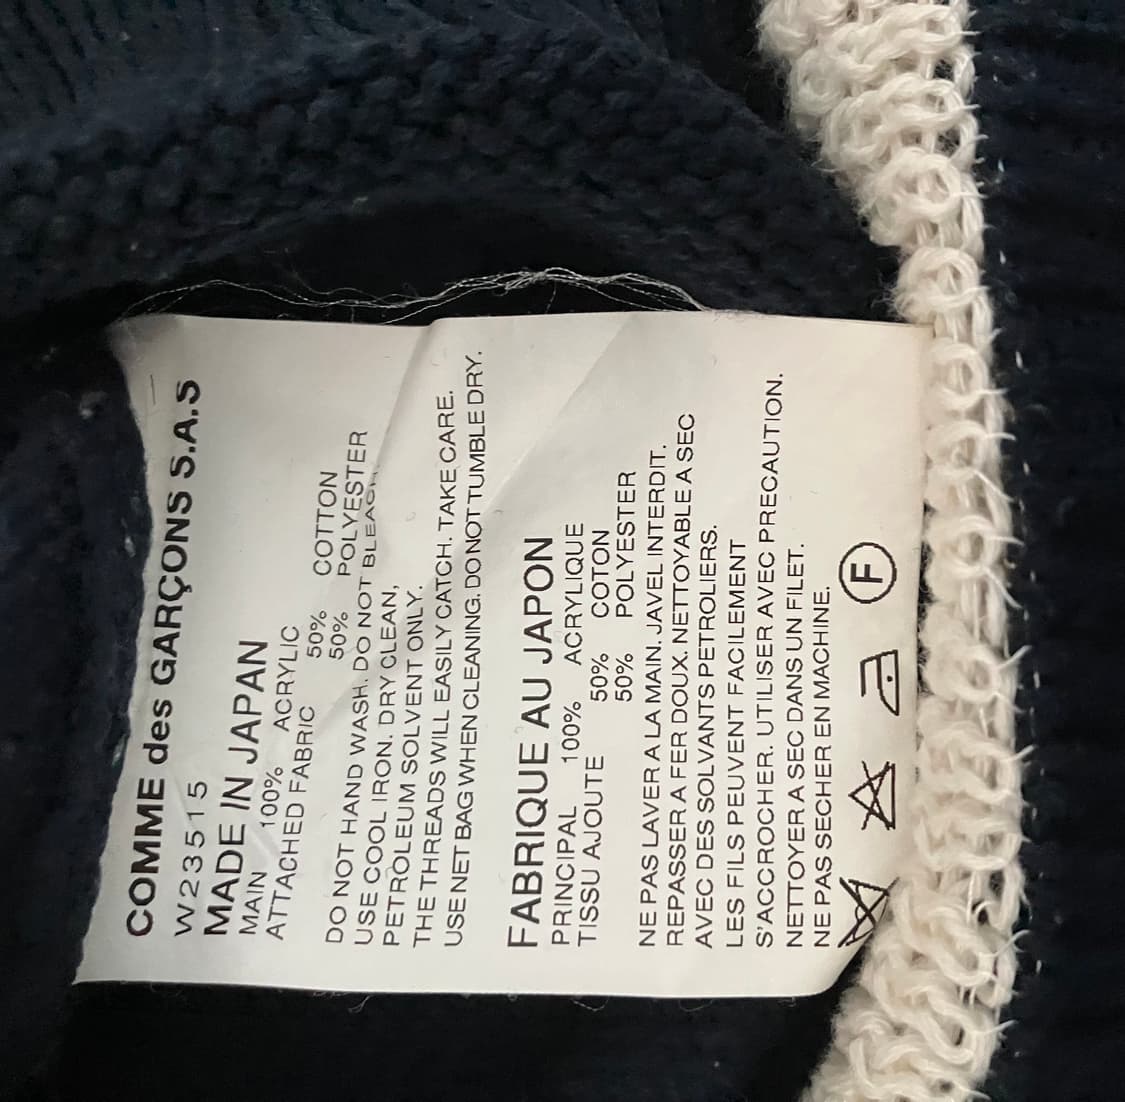 COMME des GARÇONS S.A.S
W23515
MADE IN JAPAN
MAIN 100% ACRYLIC
ATTACHED FABRIC 50% COTTON
50% POLYESTER
DO NOT HAND WASH. DO NOT BLEACH
USE COOL IRON. DRY CLEAN,
PETROLEUM SOLVENT ONLY.
THE THREADS WILL EASILY CATCH. TAKE CARE.
USE NET BAG WHEN CLEANING. DO NOT TUMBLE DRY.
FABRIQUE AU JAPON
PRINCIPAL 100% ACRYLIQUE
TISSU AJOUTE 50% COTON
50% POLYESTER
NE PAS LAVER A LA MAIN. JAVEL INTERDIT.
REPASSER A FER DOUX. NETTOYABLE A SEC
AVEC DES SOLVANTS PETROLIERS.
LES FILS PEUVENT FACILEMENT
S'ACCROCHER. UTILISER AVEC PRECAUTION.
NETTOYER A SEC DANS UN FILET.
NE PAS SECHER EN MACHINE.
F